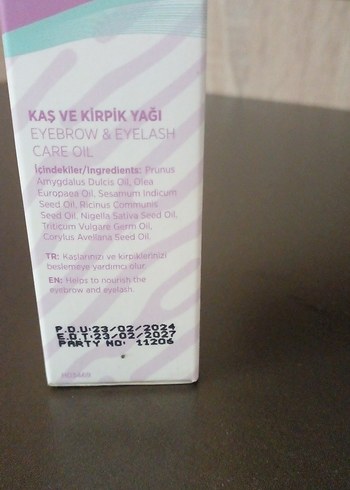 KAŞ VE KİRPİK YAĞI
EYEBROW & EYELASH
CARE OIL
İçindekiler/Ingredients: Prunus
Amygdalus Dulcis Oil, Olea
Europaea Oil, Sesamum Indicum
Seed Oil, Ricinus Communis
Seed Oil, Nigella Sativa Seed Oil,
Triticum Vulgare Germ Oil,
Corylus Avellana Seed Oil.
TR: Kaşlarınızı ve kirpiklerinizi
beslemeye yardımcı olur.
EN: Helps to nourish the
eyebrow and eyelash.
P.D.U:23/02/2024
E.D.T:23/02/2027
PARTY NO: 11206